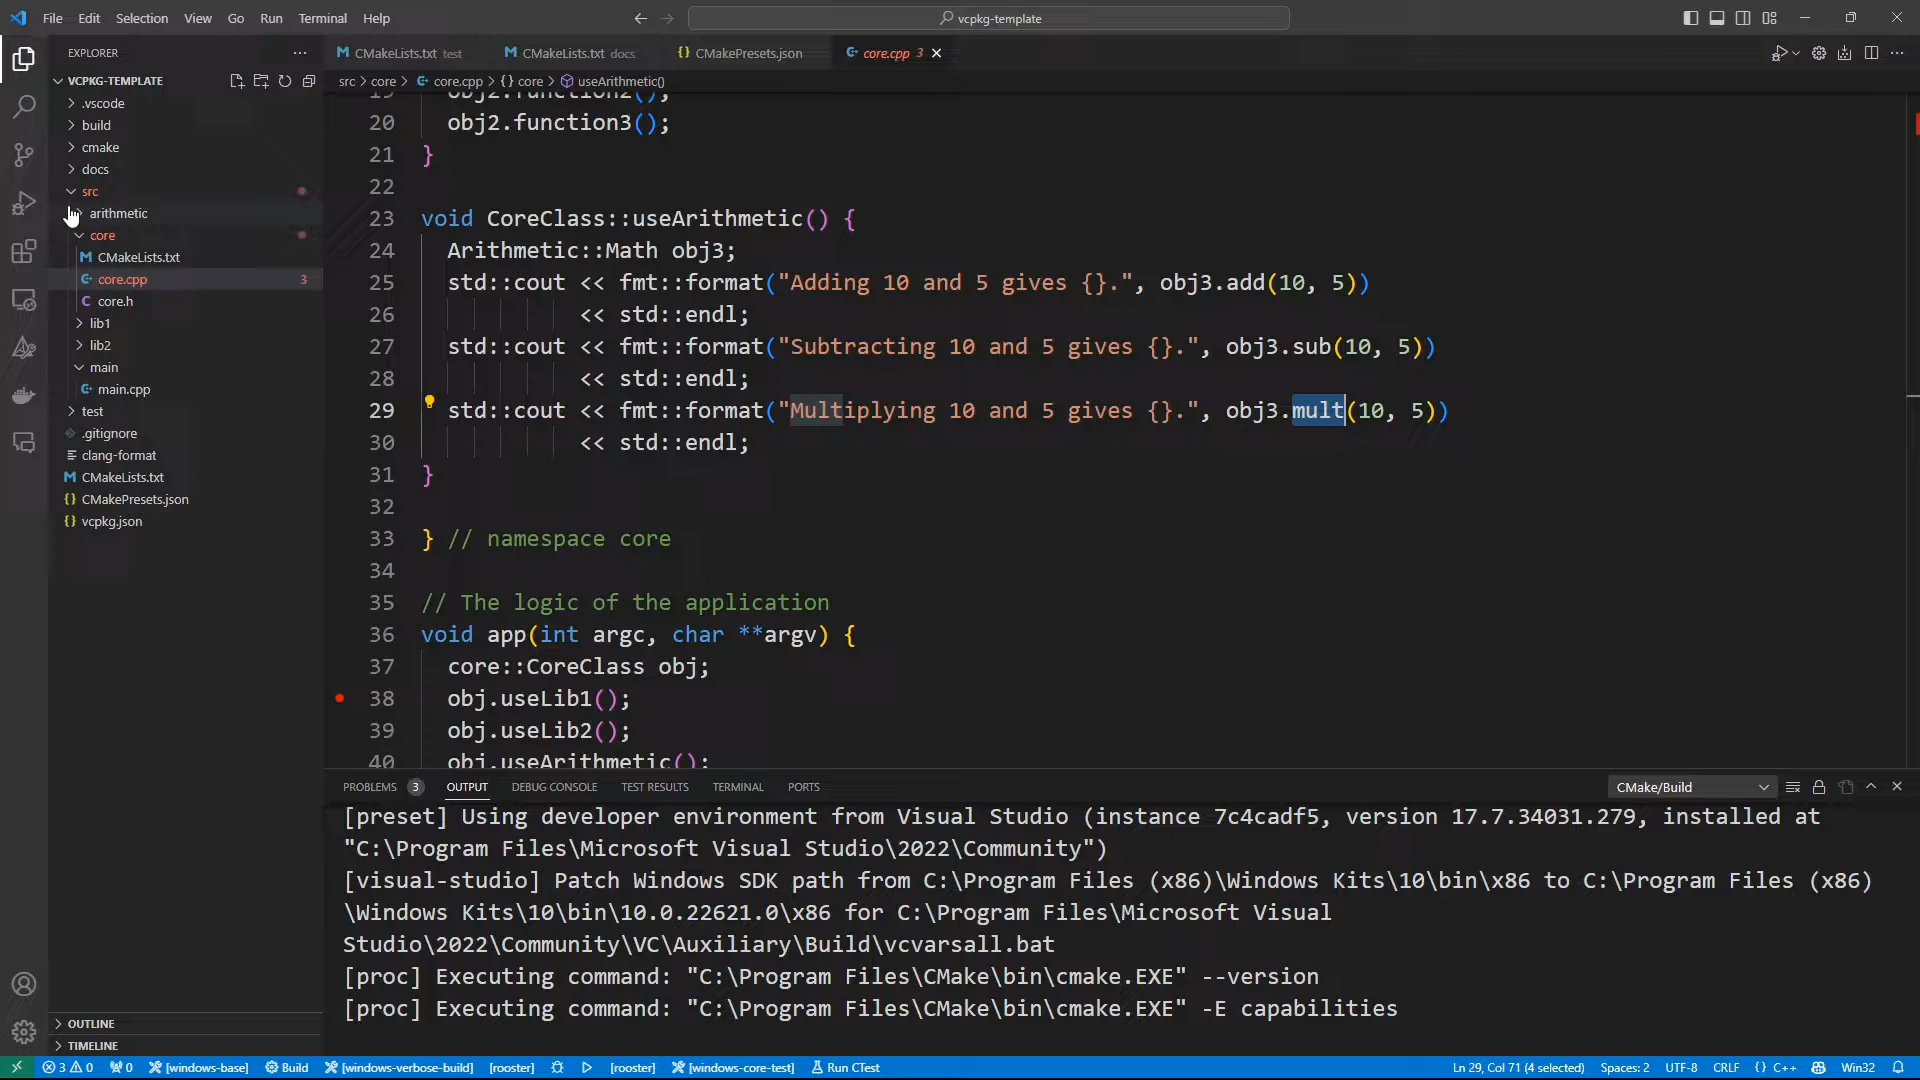 File Edit Selection View Go Run Terminal Help
vcpkg-template
EXPLORER
CMakeLists.txt test
CMakeLists.txt docs
CMakePresets.json
core.cpp 3
VCPKG-TEMPLATE
src > core > core.cpp > {} core > useArithmetic()
.vscode
build
cmake
docs
src
arithmetic
core
CMakeLists.txt
core.cpp 3
core.h
lib1
lib2
main
main.cpp
test
.gitignore
clang-format
CMakeLists.txt
CMakePresets.json
vcpkg.json
OUTLINE
TIMELINE
19 obj2.function2();
20 obj2.function3();
21 }
22
23 void CoreClass::useArithmetic() {
24 Arithmetic::Math obj3;
25 std::cout << fmt::format("Adding 10 and 5 gives {}.", obj3.add(10, 5))
26 << std::endl;
27 std::cout << fmt::format("Subtracting 10 and 5 gives {}.", obj3.sub(10, 5))
28 << std::endl;
29 std::cout << fmt::format("Multiplying 10 and 5 gives {}.", obj3.mult(10, 5))
30 << std::endl;
31 }
32
33 } // namespace core
34
35 // The logic of the application
36 void app(int argc, char **argv) {
37 core::CoreClass obj;
38 obj.useLib1();
39 obj.useLib2();
40 obj.useArithmetic();
PROBLEMS 3 OUTPUT DEBUG CONSOLE TEST RESULTS TERMINAL PORTS
CMake/Build
[preset] Using developer environment from Visual Studio (instance 7c4cadf5, version 17.7.34031.279, installed at
"C:\Program Files\Microsoft Visual Studio\2022\Community")
[visual-studio] Patch Windows SDK path from C:\Program Files (x86)\Windows Kits\10\bin\x86 to C:\Program Files (x86)
\Windows Kits\10\bin\10.0.22621.0\x86 for C:\Program Files\Microsoft Visual
Studio\2022\Community\VC\Auxiliary\Build\vcvarsall.bat
[proc] Executing command: "C:\Program Files\CMake\bin\cmake.EXE" --version
[proc] Executing command: "C:\Program Files\CMake\bin\cmake.EXE" -E capabilities
3 0 0 [windows-base] Build [windows-verbose-build] [rooster] [rooster] [windows-core-test] Run CTest
Ln 29, Col 71 (4 selected) Spaces: 2 UTF-8 CRLF {} C++ Win32